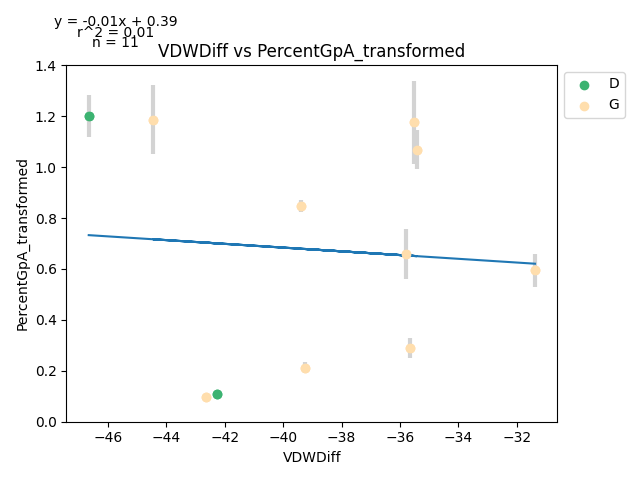 y = -0.01x + 0.39
r^2 = 0.01
n = 11
VDWDiff vs PercentGpA_transformed
D
G
1.4
1.2
1.0
0.8
0.6
0.4
0.2
0.0
PercentGpA_transformed
−46 −44 −42 −40 −38 −36 −34 −32
VDWDiff